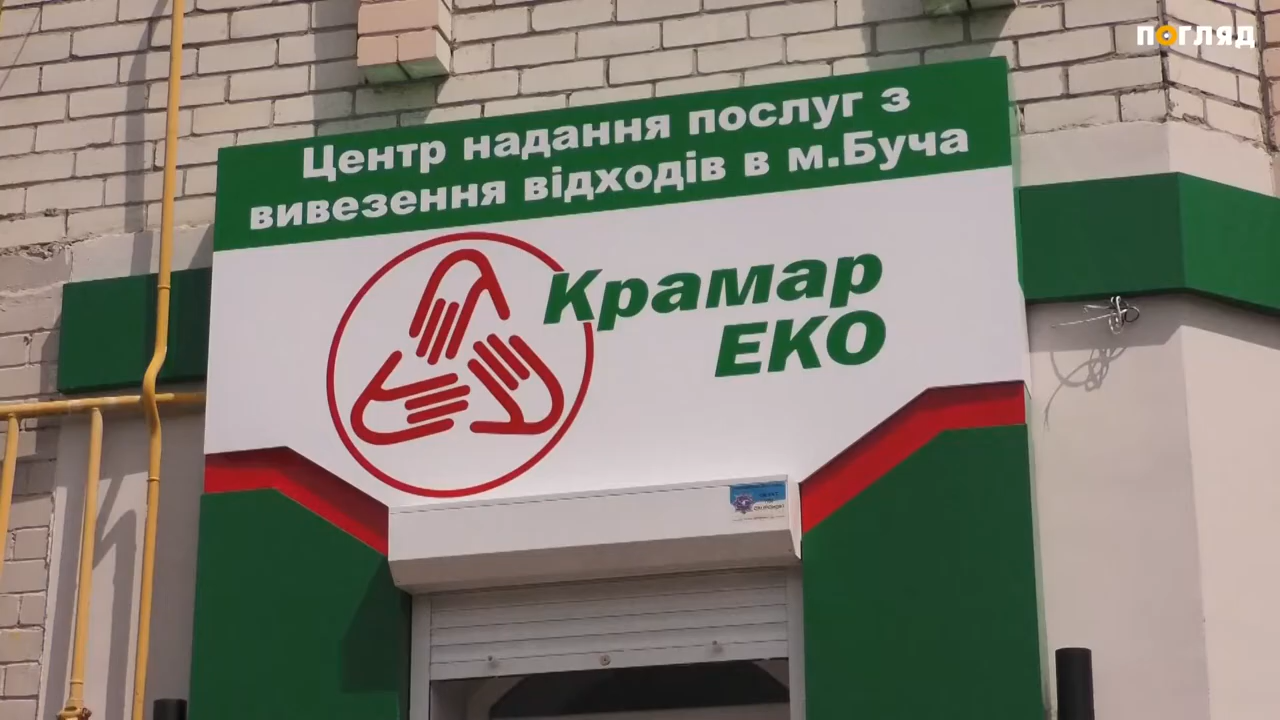 погляд
Центр надання послуг з
вивезення відходів в м.Буча
Крамар
ЕКО